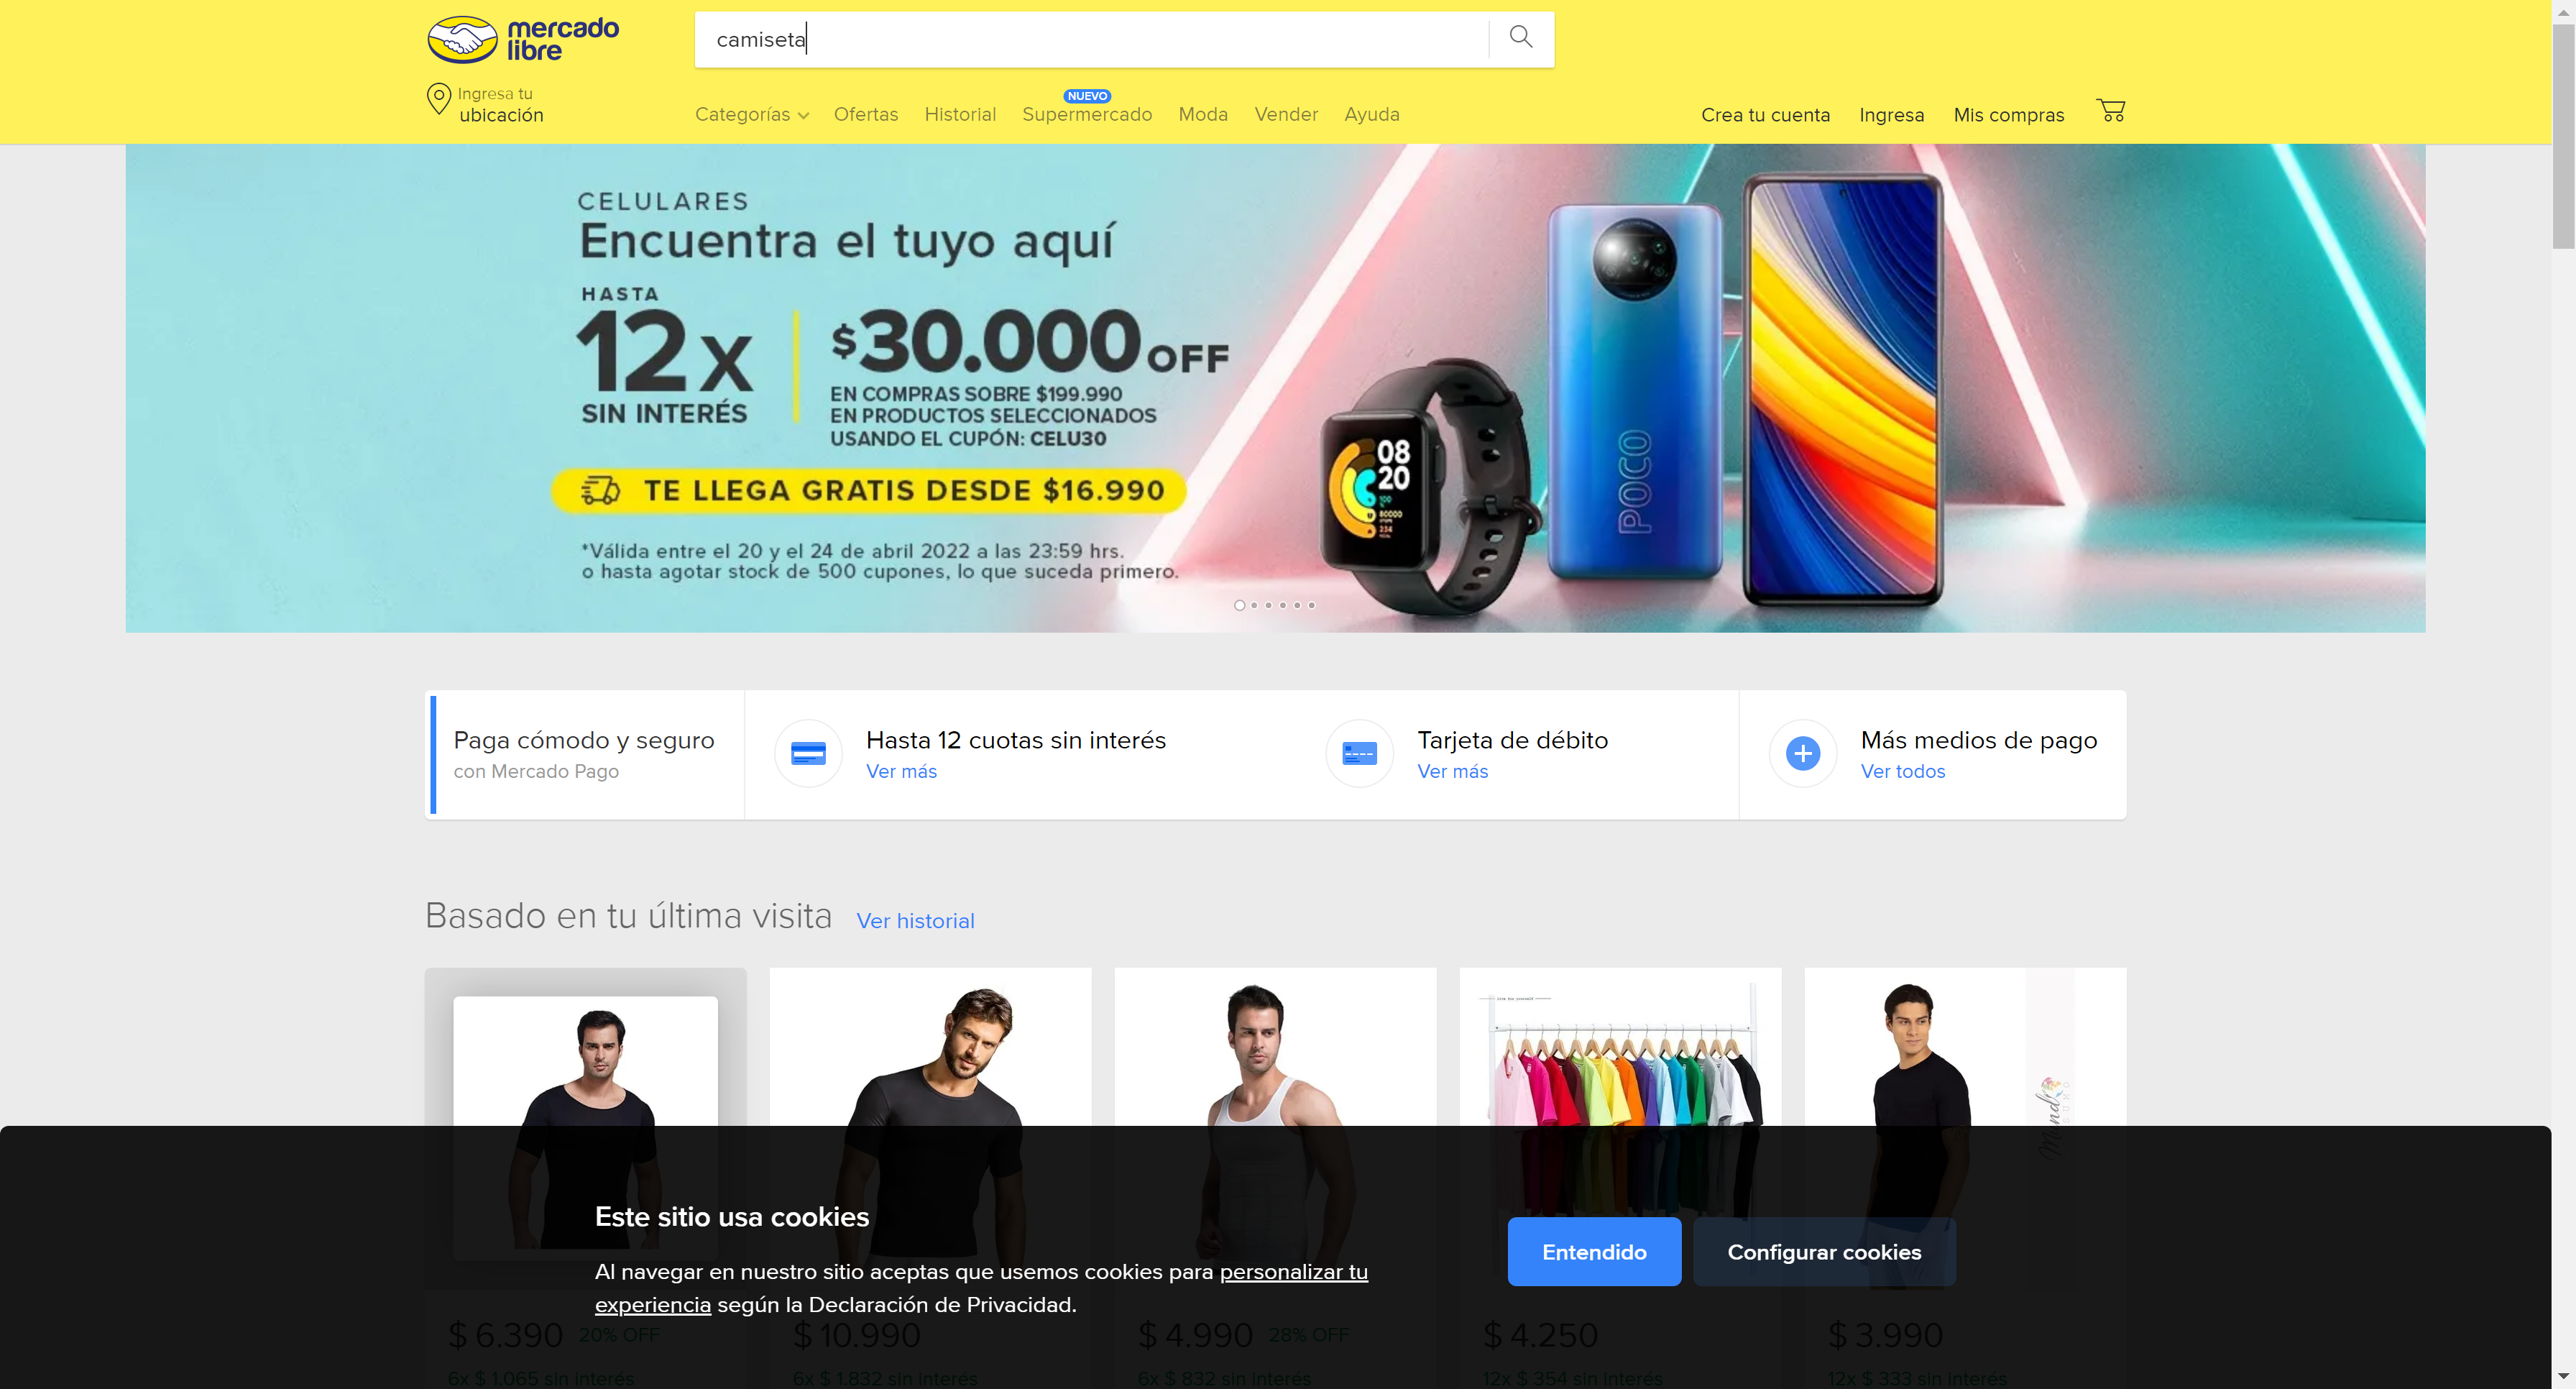 mercado
libre
camiseta
Ingresa tu
ubicación
Categorías
Ofertas
Historial
NUEVO
Supermercado
Moda
Vender
Ayuda
Crea tu cuenta
Ingresa
Mis compras
CELULARES
Encuentra el tuyo aquí
HASTA
12x
SIN INTERÉS
$30.000 OFF
EN COMPRAS SOBRE $199.990
EN PRODUCTOS SELECCIONADOS
USANDO EL CUPÓN: CELU30
TE LLEGA GRATIS DESDE $16.990
*Válida entre el 20 y el 24 de abril 2022 a las 23:59 hrs.
o hasta agotar stock de 500 cupones, lo que suceda primero.
08
20
POCO
Paga cómodo y seguro
con Mercado Pago
Hasta 12 cuotas sin interés
Ver más
Tarjeta de débito
Ver más
Más medios de pago
Ver todos
Basado en tu última visita
Ver historial
Este sitio usa cookies
Al navegar en nuestro sitio aceptas que usemos cookies para personalizar tu
experiencia según la Declaración de Privacidad.
Entendido
Configurar cookies
$ 6.390 20% OFF
6x $ 1.065 sin interés
$ 10.990
6x $ 1.832 sin interés
$ 4.990 28% OFF
6x $ 832 sin interés
$ 4.250
12x $ 354 sin interés
$ 3.990
12x $ 333 sin interés